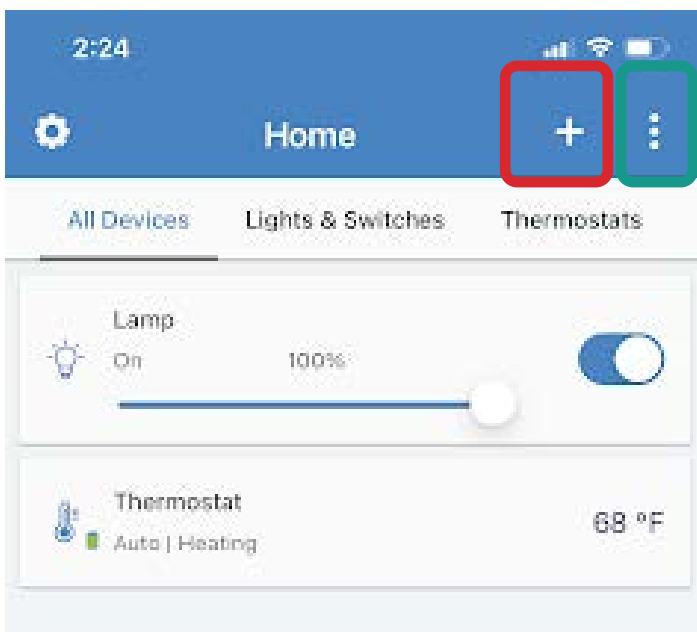 2:24
Home
All Devices Lights & Switches Thermostats
Lamp
On 100%
Thermostat
68 °F
Auto | Heating